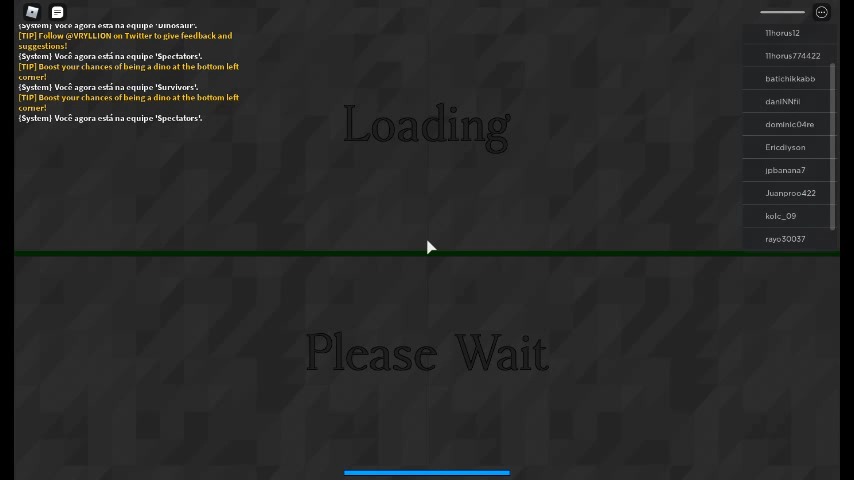 {System} Você agora está na equipe 'Dinosaur'.
[TIP] Follow @VRYLLION on Twitter to give feedback and
suggestions!
{System} Você agora está na equipe 'Spectators'.
[TIP] Boost your chances of being a dino at the bottom left
corner!
{System} Você agora está na equipe 'Survivors'.
[TIP] Boost your chances of being a dino at the bottom left
corner!
{System} Você agora está na equipe 'Spectators'.
Loading
Please Wait
11horus12
11horus774422
batichikkabb
danINNfil
dominic04re
Ericdlyson
jpbanana7
Juanproo422
kolc_09
rayo30037